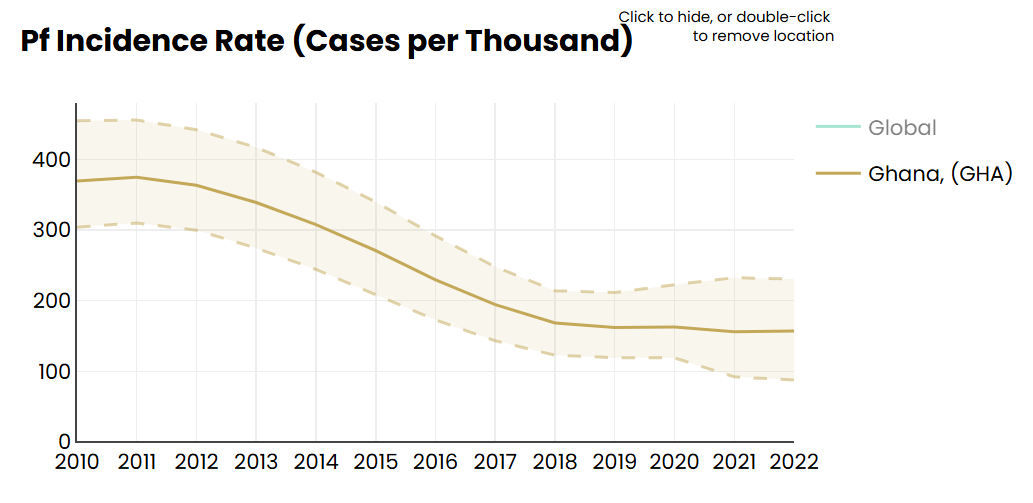 Click to hide, or double-click
to remove location
Pf Incidence Rate (Cases per Thousand)
Global
Ghana, (GHA)
400
300
200
100
0
2010 2011 2012 2013 2014 2015 2016 2017 2018 2019 2020 2021 2022